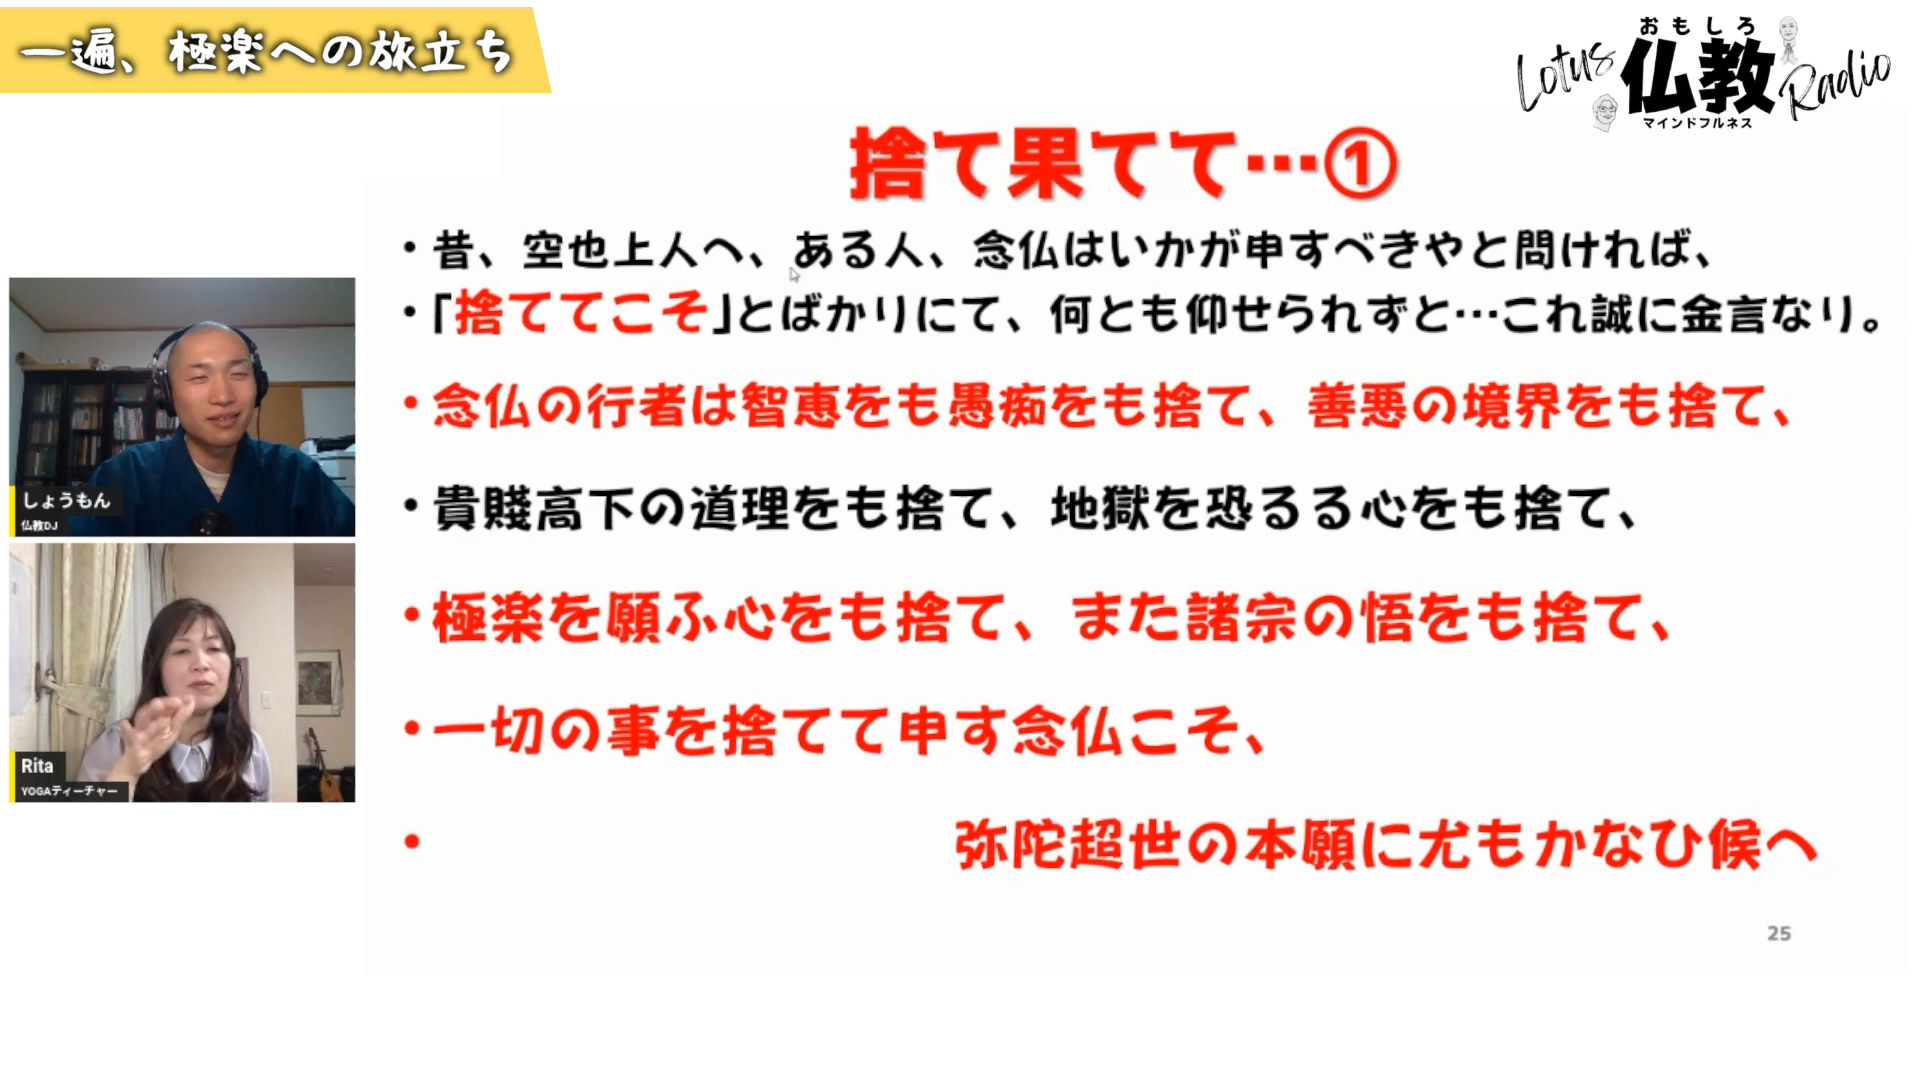 一遍、極楽への旅立ち
おもしろ
Lotus 仏教 Radio
マインドフルネス
捨て果てて…①
・昔、空也上人へ、ある人、念仏はいかが申すべきやと問ければ、
・「捨ててこそ」とばかりにて、何とも仰せられずと…これ誠に金言なり。
・念仏の行者は智恵をも愚痴をも捨て、善悪の境界をも捨て、
・貴賤高下の道理をも捨て、地獄を恐るる心をも捨て、
・極楽を願ふ心をも捨て、また諸宗の悟をも捨て、
・一切の事を捨てて申す念仏こそ、
・ 弥陀超世の本願に尤もかなひ候へ
25
しょうもん
仏教DJ
Rita
YOGAティーチャー